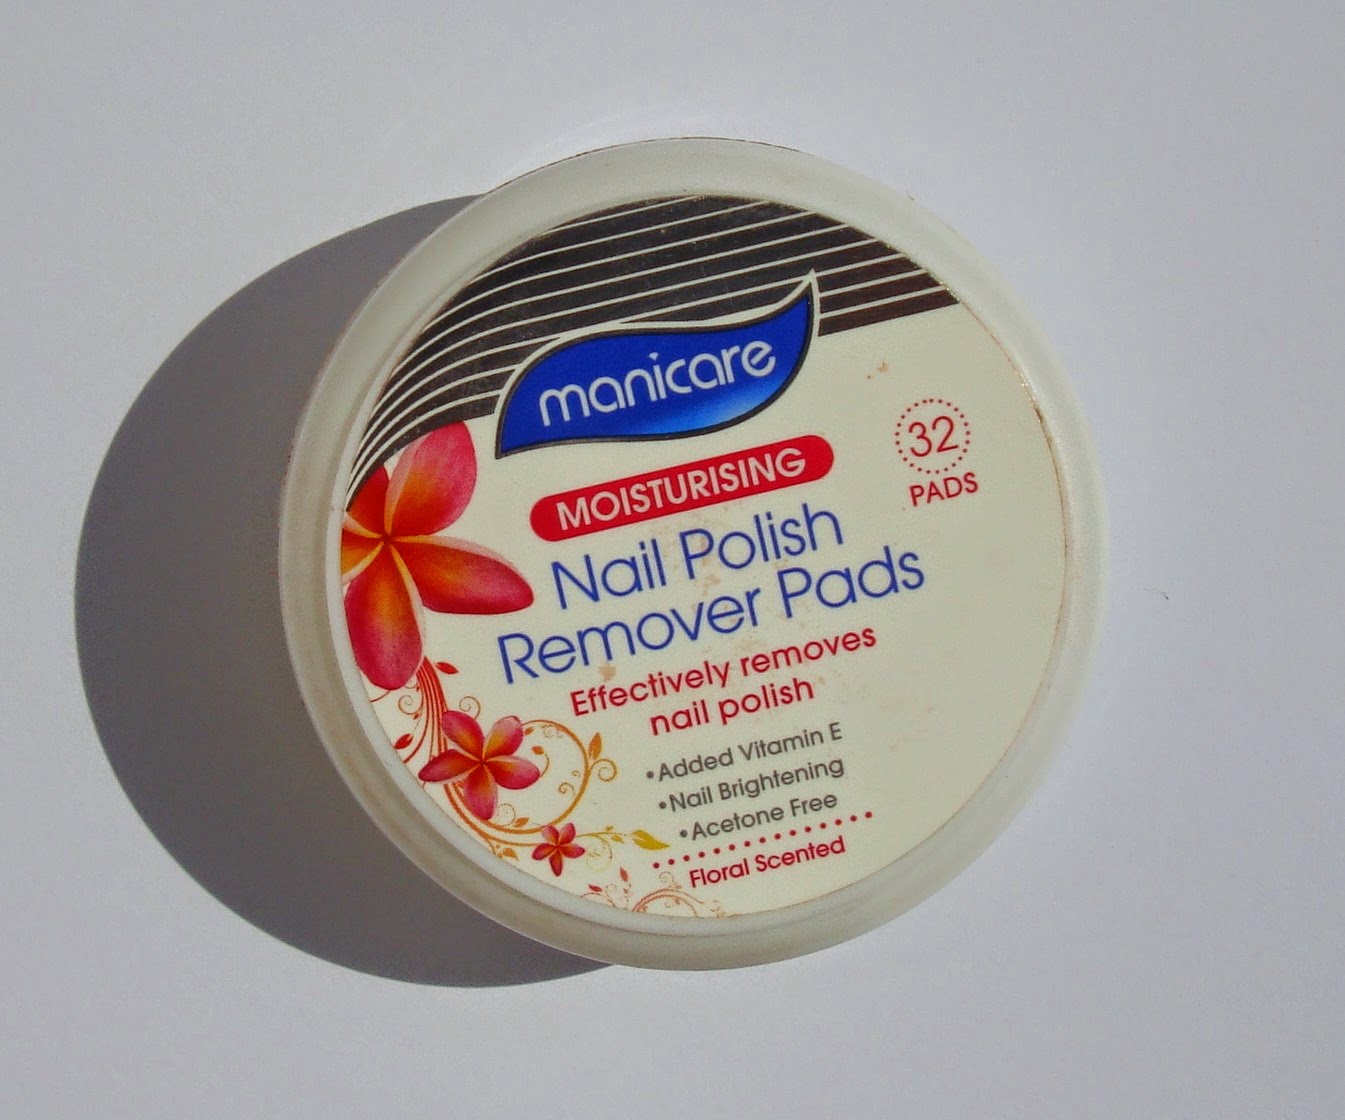 manicare
MOISTURISING
32
PADS
Nail Polish
Remover Pads
Effectively removes
nail polish
•Added Vitamin E
•Nail Brightening
•Acetone Free
Floral Scented